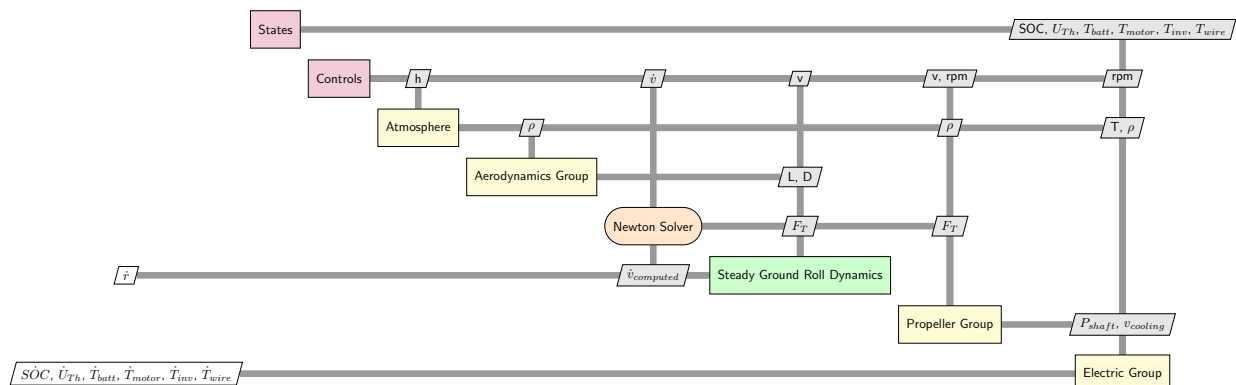 States
SOC, U_Th, T_batt, T_motor, T_inv, T_wire
Controls
h
v̇
v
v, rpm
rpm
Atmosphere
ρ
ρ
T, ρ
Aerodynamics Group
L, D
Newton Solver
F_T
F_T
ṙ
v̇_computed
Steady Ground Roll Dynamics
Propeller Group
P_shaft, v_cooling
SȮC, U̇_Th, Ṫ_batt, Ṫ_motor, Ṫ_inv, Ṫ_wire
Electric Group